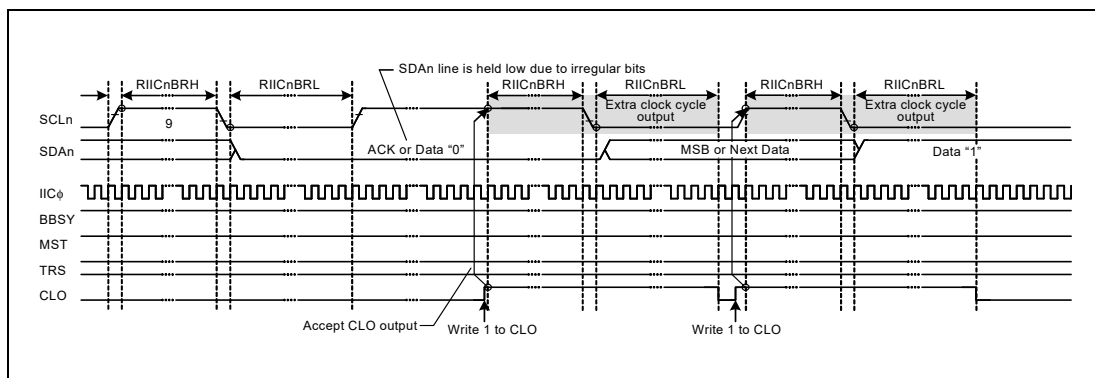 SDAn line is held low due to irregular bits
RIICnBRH RIICnBRL RIICnBRH RIICnBRL RIICnBRH RIICnBRL
Extra clock cycle output Extra clock cycle output
SCLn 9
SDAn ACK or Data “0” MSB or Next Data Data “1”
IICϕ
BBSY
MST
TRS
CLO
Accept CLO output Write 1 to CLO Write 1 to CLO